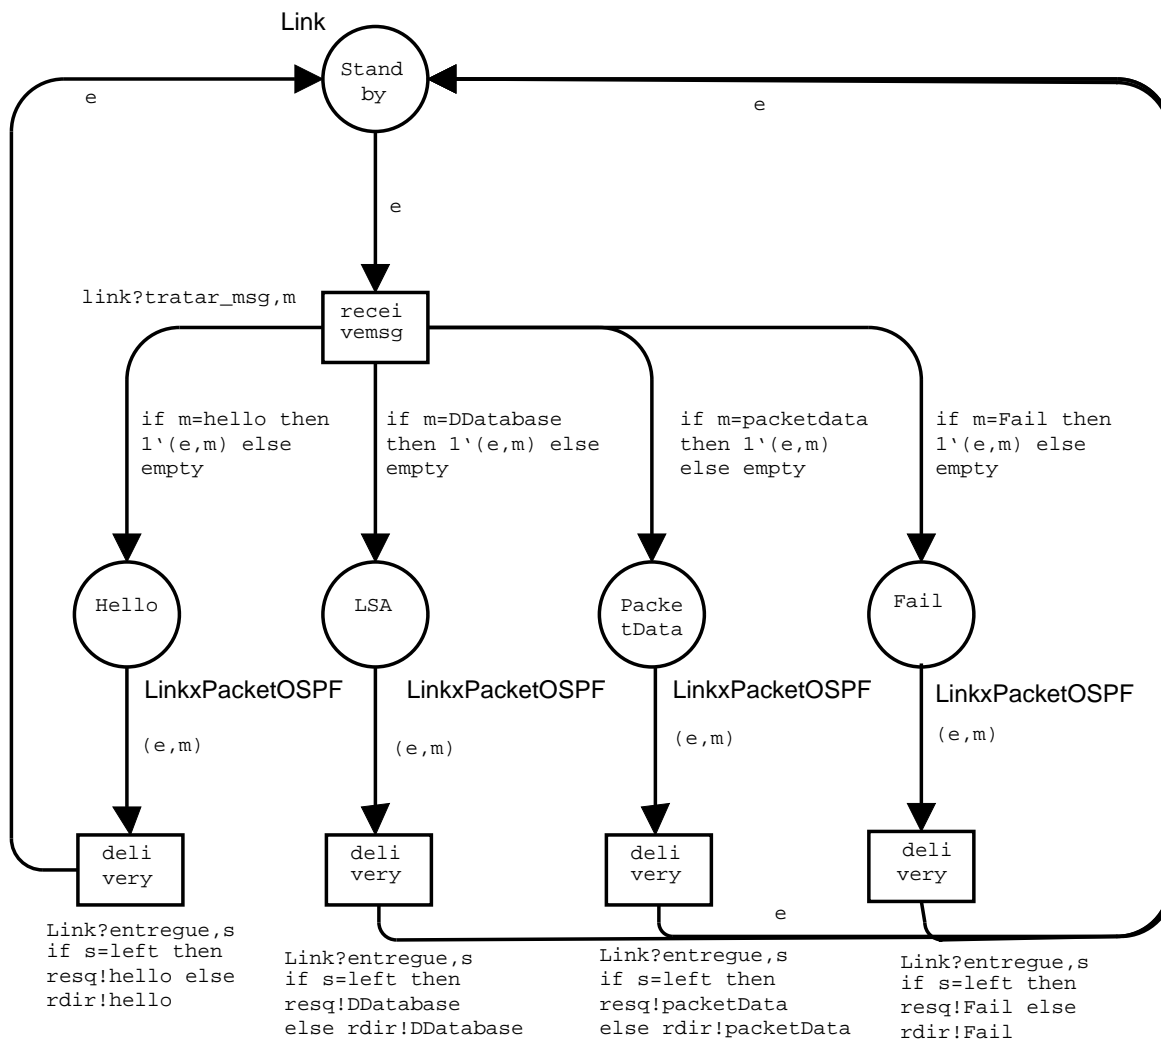 Link
Stand
by
e
e
e
link?tratar_msg,m
recei
vemsg
if m=hello then
1‘(e,m) else
empty
if m=DDatabase
then 1‘(e,m) else
empty
if m=packetdata
then 1‘(e,m)
else empty
if m=Fail then
1‘(e,m) else
empty
Hello
LSA
Packe
tData
Fail
LinkxPacketOSPF
LinkxPacketOSPF
LinkxPacketOSPF
LinkxPacketOSPF
(e,m)
(e,m)
(e,m)
(e,m)
deli
very
deli
very
deli
very
deli
very
e
Link?entregue,s
if s=left then
resq!hello else
rdir!hello
Link?entregue,s
if s=left then
resq!DDatabase
else rdir!DDatabase
Link?entregue,s
if s=left then
resq!packetData
else rdir!packetData
Link?entregue,s
if s=left then
resq!Fail else
rdir!Fail